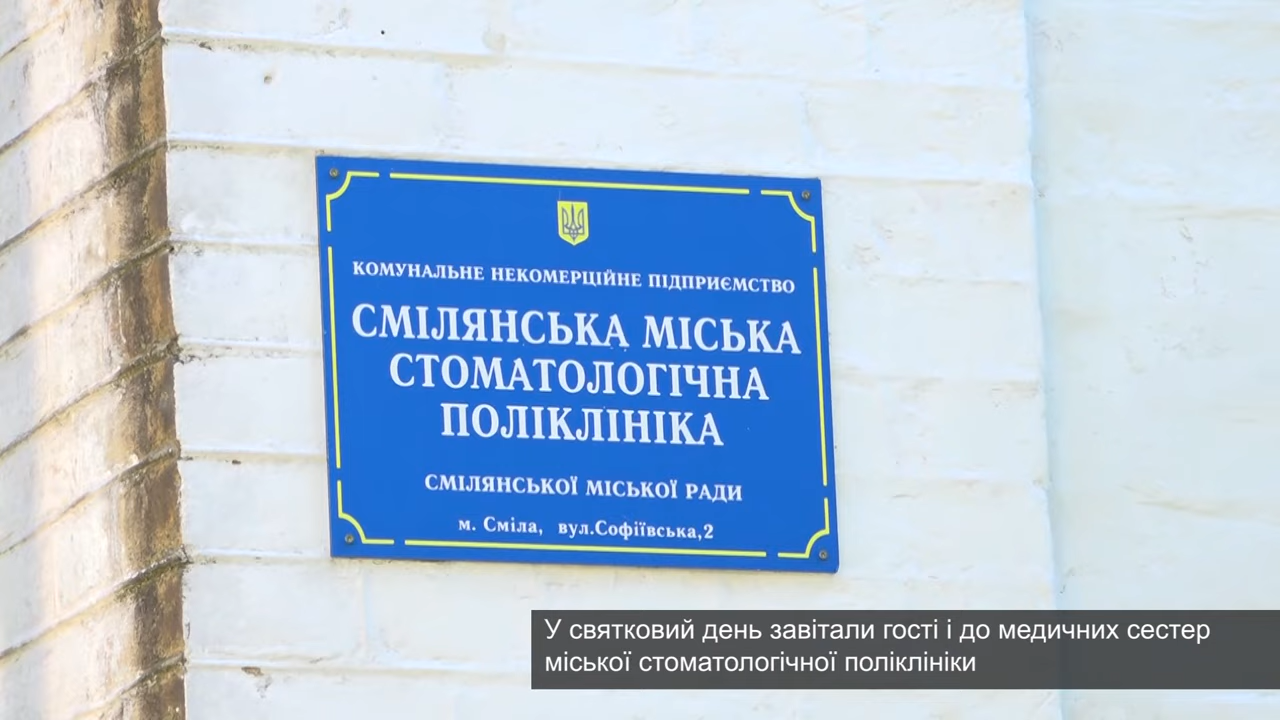 КОМУНАЛЬНЕ НЕКОМЕРЦІЙНЕ ПІДПРИЄМСТВО
СМІЛЯНСЬКА МІСЬКА
СТОМАТОЛОГІЧНА
ПОЛІКЛІНІКА
СМІЛЯНСЬКОЇ МІСЬКОЇ РАДИ
м. Сміла, вул.Софіївська,2
У святковий день завітали гості і до медичних сестер
міської стоматологічної поліклініки